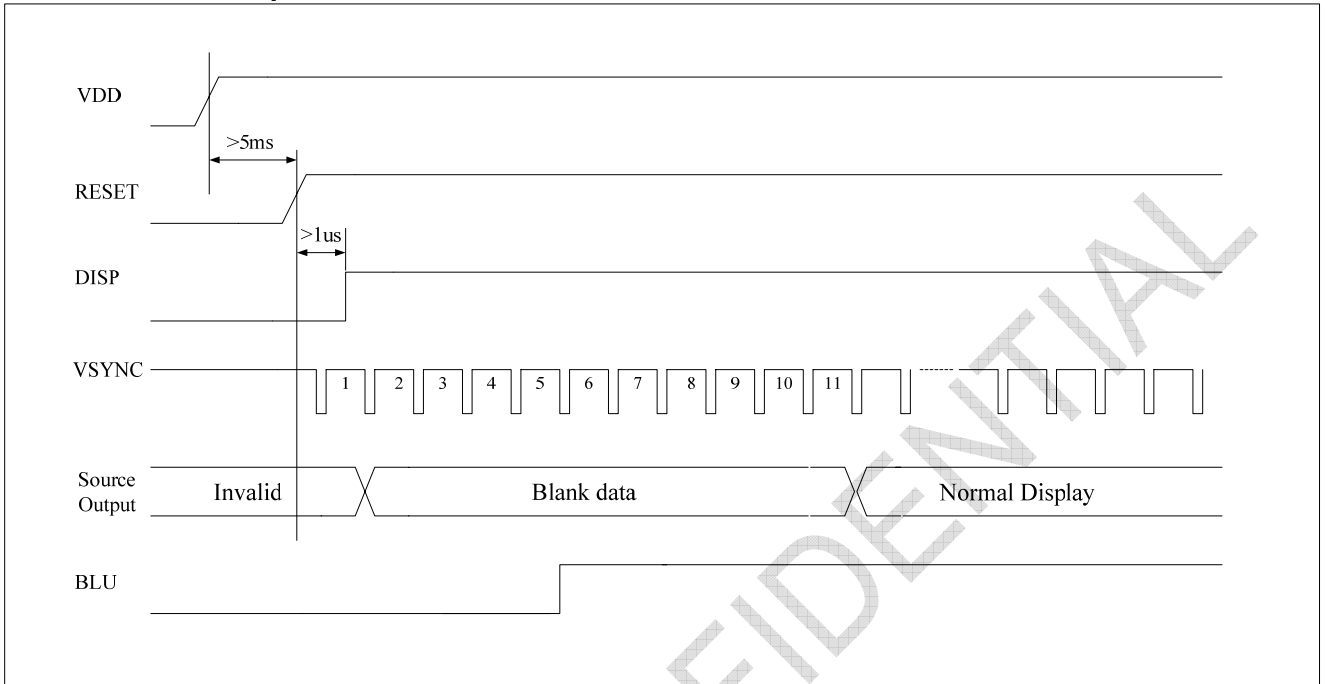 VDD
>5ms
RESET
>1us
DISP
VSYNC
1 2 3 4 5 6 7 8 9 10 11
Source
Output
Invalid
Blank data
Normal Display
BLU
FIDENTIAL